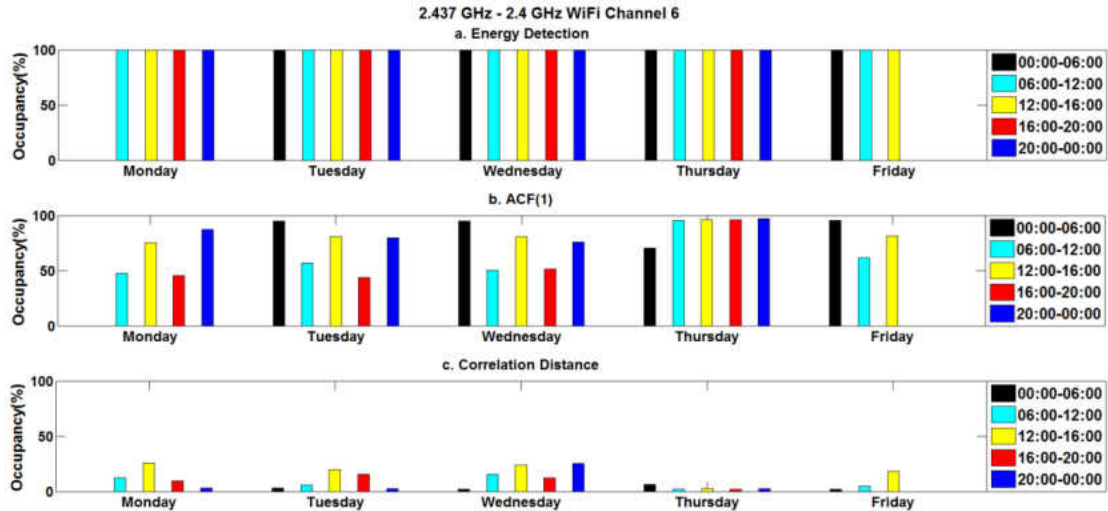 2.437 GHz - 2.4 GHz WiFi Channel 6
a. Energy Detection
Occupancy(%)
100
50
0
Monday
Tuesday
Wednesday
Thursday
Friday
00:00-06:00
06:00-12:00
12:00-16:00
16:00-20:00
20:00-00:00
b. ACF(1)
Occupancy(%)
100
50
0
Monday
Tuesday
Wednesday
Thursday
Friday
00:00-06:00
06:00-12:00
12:00-16:00
16:00-20:00
20:00-00:00
c. Correlation Distance
Occupancy(%)
100
50
0
Monday
Tuesday
Wednesday
Thursday
Friday
00:00-06:00
06:00-12:00
12:00-16:00
16:00-20:00
20:00-00:00